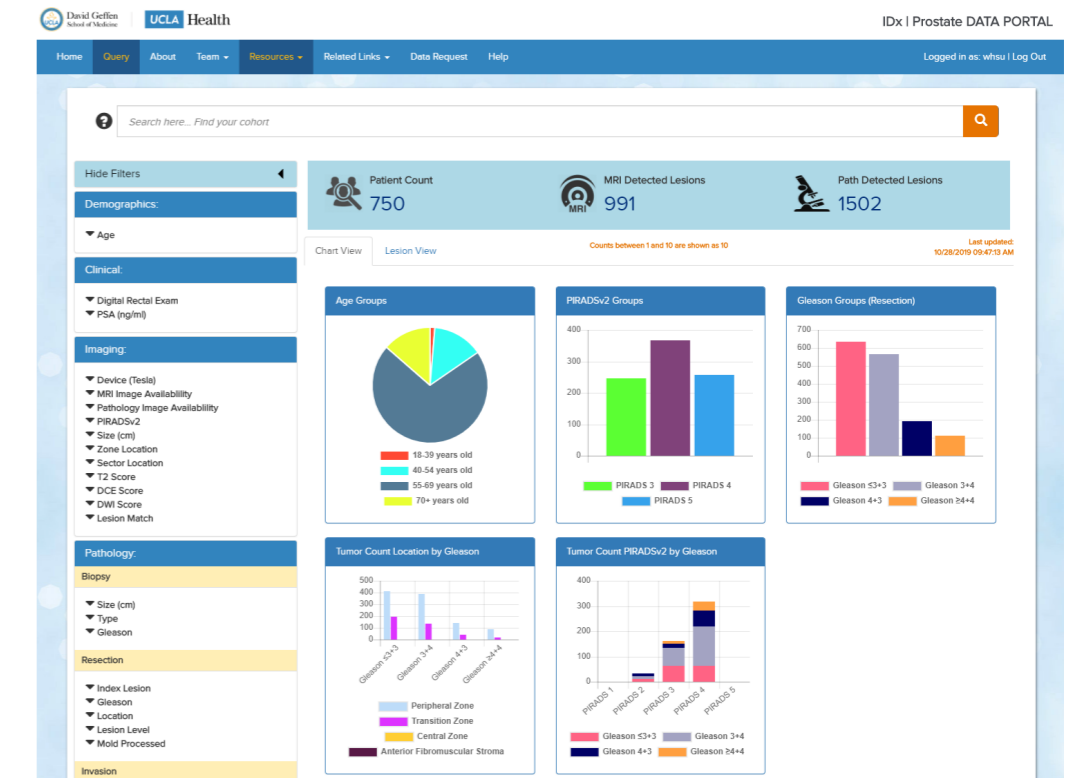 David Geffen
School of Medicine
UCLA Health
IDx | Prostate DATA PORTAL
Home Query About Team Resources Related Links Data Request Help Logged in as: whsu | Log Out
Search here... Find your cohort
Hide Filters
Demographics:
Age
Clinical:
Digital Rectal Exam
PSA (ng/ml)
Imaging:
Device (Tesla)
MRI Image Availablility
Pathology Image Availablility
PIRADSv2
Size (cm)
Zone Location
Sector Location
T2 Score
DCE Score
DWI Score
Lesion Match
Pathology:
Biopsy
Size (cm)
Type
Gleason
Resection
Index Lesion
Gleason
Location
Lesion Level
Mold Processed
Invasion
Patient Count
750
MRI
MRI Detected Lesions
991
Path Detected Lesions
1502
Chart View Lesion View
Counts between 1 and 10 are shown as 10
Last updated:
10/28/2019 09:47:13 AM
Age Groups
18-39 years old
40-54 years old
55-69 years old
70+ years old
PIRADSv2 Groups
400
300
200
100
0
PIRADS 3 PIRADS 4
PIRADS 5
Gleason Groups (Resection)
700
600
500
400
300
200
100
0
Gleason ≤3+3 Gleason 3+4
Gleason 4+3 Gleason ≥4+4
Tumor Count Location by Gleason
500
400
300
200
100
0
Gleason ≤3+3 Gleason 3+4 Gleason 4+3 Gleason ≥4+4
Peripheral Zone
Transition Zone
Central Zone
Anterior Fibromuscular Stroma
Tumor Count PIRADSv2 by Gleason
400
300
200
100
0
PIRADS 1 PIRADS 2 PIRADS 3 PIRADS 4 PIRADS 5
Gleason ≤3+3 Gleason 3+4
Gleason 4+3 Gleason ≥4+4